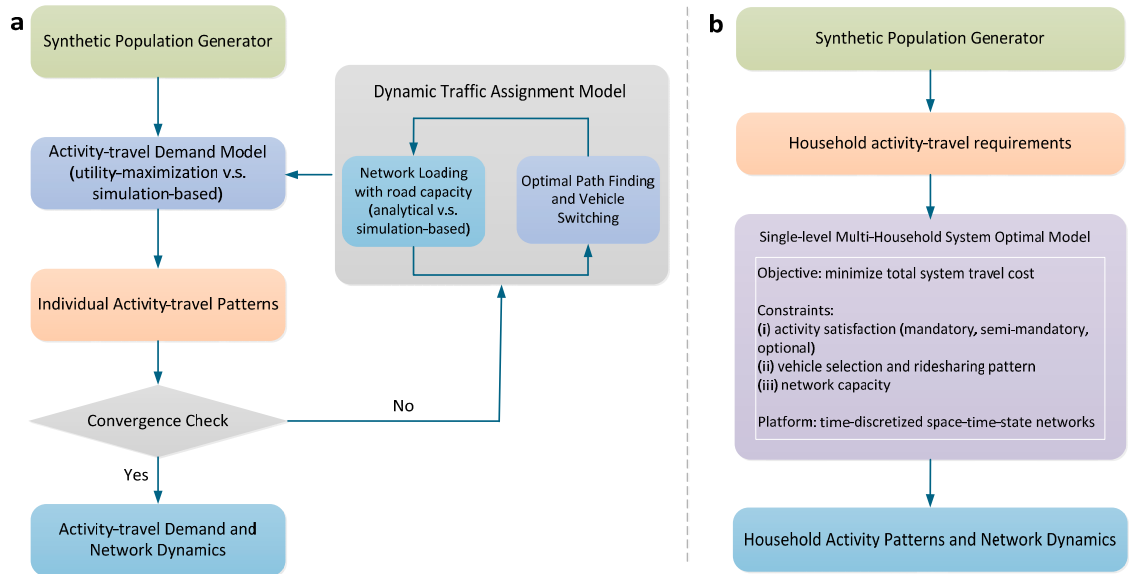 a
Synthetic Population Generator
Activity-travel Demand Model
(utility-maximization v.s.
simulation-based)
Individual Activity-travel Patterns
Convergence Check
No
Yes
Activity-travel Demand and
Network Dynamics
Dynamic Traffic Assignment Model
Network Loading
with road capacity
(analytical v.s.
simulation-based)
Optimal Path Finding
and Vehicle
Switching
b
Synthetic Population Generator
Household activity-travel requirements
Single-level Multi-Household System Optimal Model
Objective: minimize total system travel cost
Constraints:
(i) activity satisfaction (mandatory, semi-mandatory,
optional)
(ii) vehicle selection and ridesharing pattern
(iii) network capacity
Platform: time-discretized space-time-state networks
Household Activity Patterns and Network Dynamics